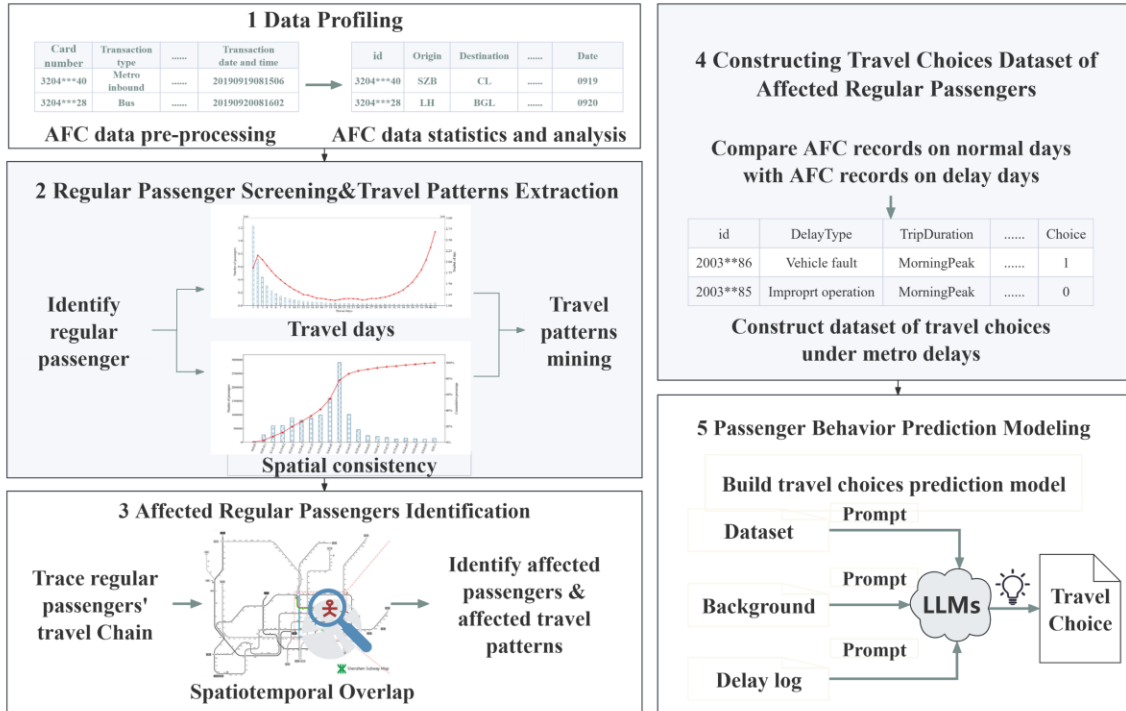 1 Data Profiling
Card number Transaction type ...... Transaction date and time
3204***40 Metro inbound ...... 20190919081506
3204***28 Bus ...... 20190920081602
AFC data pre-processing
id Origin Destination ...... Date
3204***40 SZB CL ...... 0919
3204***28 LH BGL ...... 0920
AFC data statistics and analysis
2 Regular Passenger Screening&Travel Patterns Extraction
Identify
regular
passenger
Travel days
Spatial consistency
Travel
patterns
mining
3 Affected Regular Passengers Identification
Trace regular
passengers'
travel Chain
Shenzhen Subway Map
Spatiotemporal Overlap
Identify affected
passengers &
affected travel
patterns
4 Constructing Travel Choices Dataset of
Affected Regular Passengers
Compare AFC records on normal days
with AFC records on delay days
id DelayType TripDuration ...... Choice
2003**86 Vehicle fault MorningPeak ...... 1
2003**85 Improprt operation MorningPeak ...... 0
Construct dataset of travel choices
under metro delays
5 Passenger Behavior Prediction Modeling
Build travel choices prediction model
Dataset
Prompt
Background
Prompt
Delay log
Prompt
LLMs
Travel
Choice